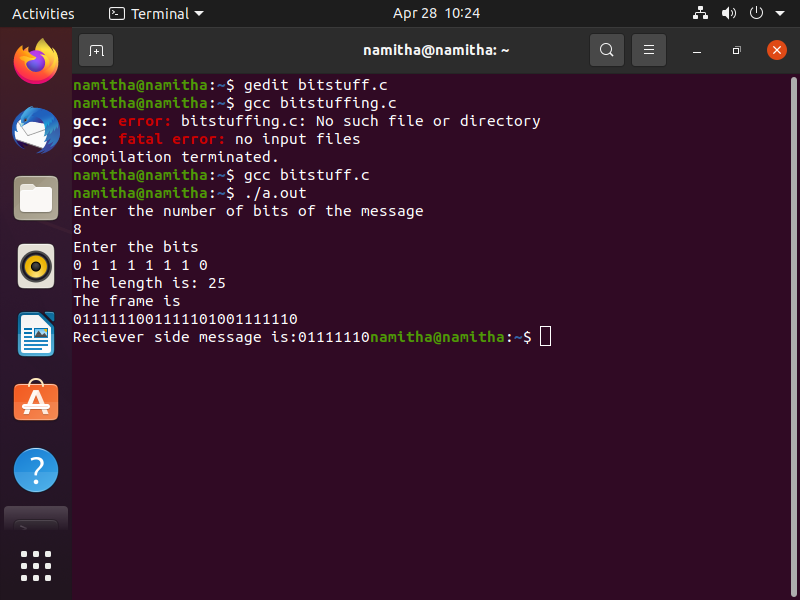 Activities Terminal Apr 28 10:24
namitha@namitha: ~
namitha@namitha:~$ gedit bitstuff.c
namitha@namitha:~$ gcc bitstuffing.c
gcc: error: bitstuffing.c: No such file or directory
gcc: fatal error: no input files
compilation terminated.
namitha@namitha:~$ gcc bitstuff.c
namitha@namitha:~$ ./a.out
Enter the number of bits of the message
8
Enter the bits
0 1 1 1 1 1 1 0
The length is: 25
The frame is
0111111001111101001111110
Reciever side message is:01111110namitha@namitha:~$